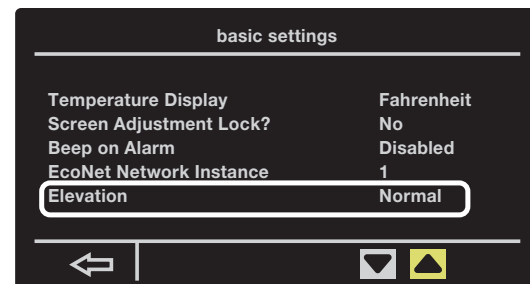 basic settings
Temperature Display Fahrenheit
Screen Adjustment Lock? No
Beep on Alarm Disabled
EcoNet Network Instance 1
Elevation Normal